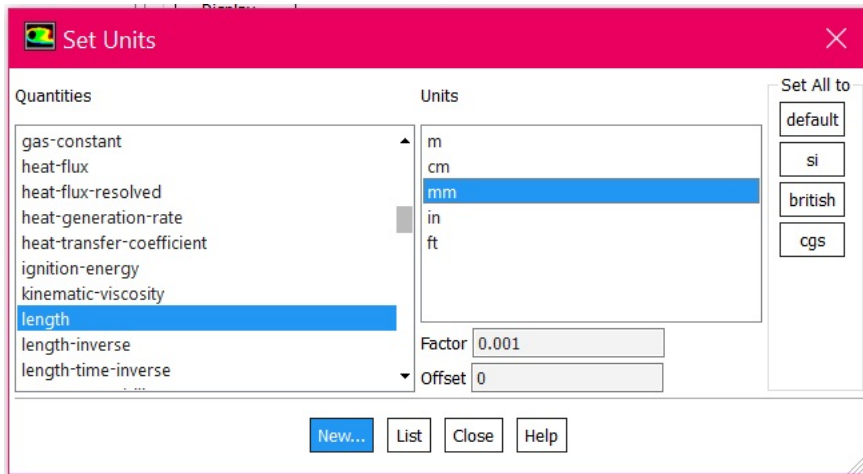 Display
Set Units
Quantities
gas-constant
heat-flux
heat-flux-resolved
heat-generation-rate
heat-transfer-coefficient
ignition-energy
kinematic-viscosity
length
length-inverse
length-time-inverse
Units
m
cm
mm
in
ft
Factor 0.001
Offset 0
Set All to
default
si
british
cgs
New... List Close Help